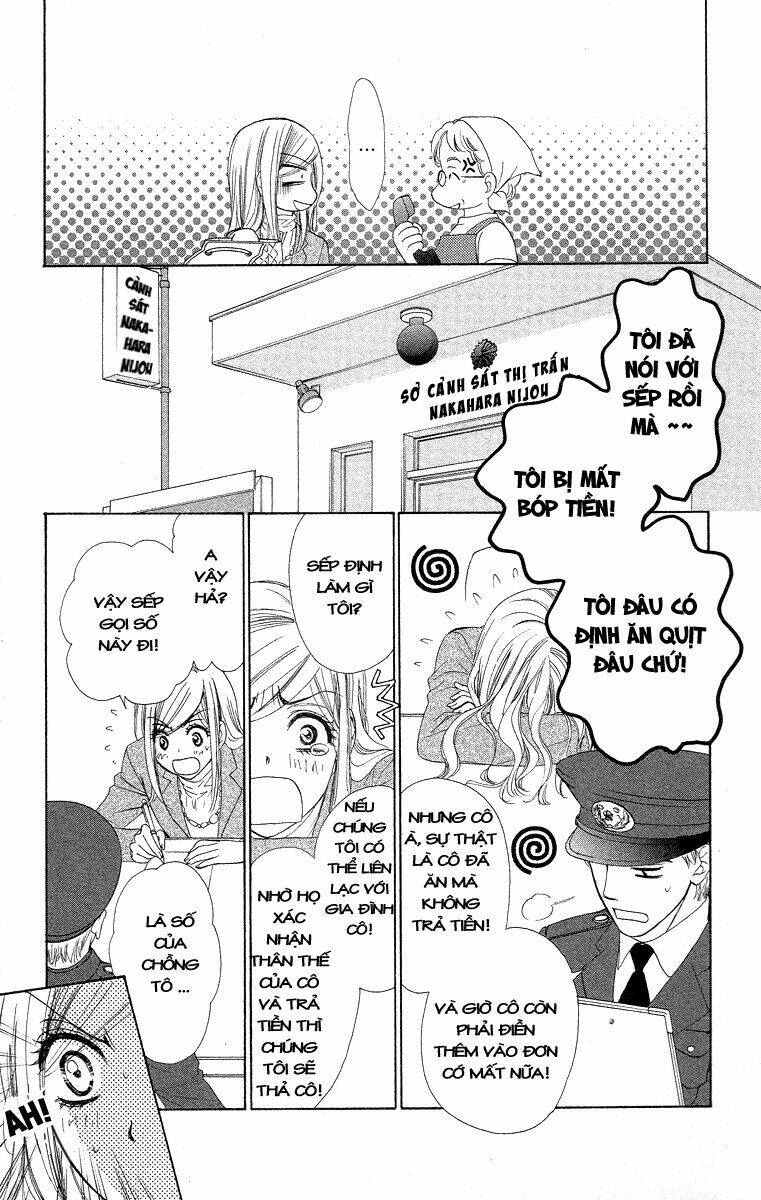 ...
CẢNH
SÁT
NAKA-
HARA
NIJOU
SỞ CẢNH SÁT THỊ TRẤN
NAKAHARA NIJOU
TÔI ĐÃ
NÓI VỚI
SẾP RỒI
MÀ ~~
TÔI BỊ MẤT
BÓP TIỀN!
TÔI ĐÂU CÓ
ĐỊNH ĂN QUỊT
ĐÂU CHỨ!
NHƯNG CÔ
À, SỰ THẬT
LÀ CÔ ĐÃ
ĂN MÀ
KHÔNG
TRẢ TIỀN!
VÀ GIỜ CÔ CÒN
PHẢI ĐIỀN
THÊM VÀO ĐƠN
CỚ MẤT NỮA!
SẾP ĐỊNH
LÀM GÌ
TÔI?
NẾU
CHÚNG
TÔI CÓ
THỂ LIÊN
LẠC VỚI
GIA ĐÌNH
CÔ!
NHỜ HỌ
XÁC
NHẬN
THÂN THẾ
CỦA CÔ
VÀ TRẢ
TIỀN THÌ
CHÚNG
TÔI SẼ
THẢ CÔ!
A
VẬY
HẢ?
VẬY SẾP
GỌI SỐ
NÀY ĐI!
LÀ SỐ
CỦA
CHỒNG
TÔ ...
AH!